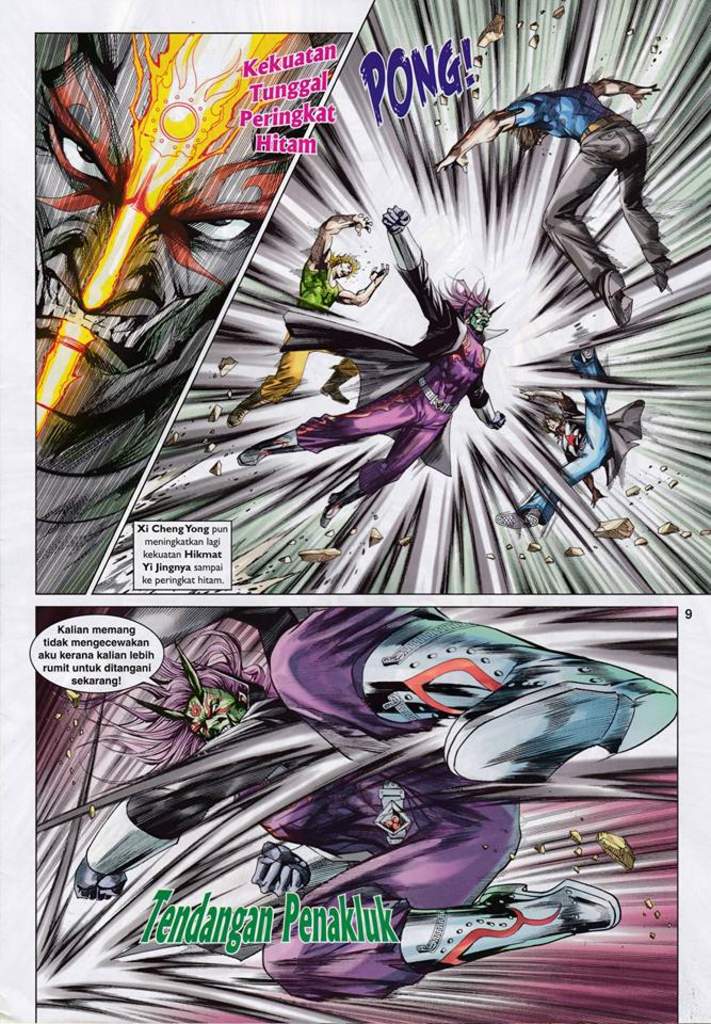 Kekuatan
Tunggal
Peringkat
Hitam
PONG!
Xi Cheng Yong pun
meningkatkan lagi
kekuatan Hikmat
Yi Jingnya sampai
ke peringkat hitam.
9
Kalian memang
tidak mengecewakan
aku kerana kalian lebih
rumit untuk ditangani
sekarang!
Tendangan Penakluk